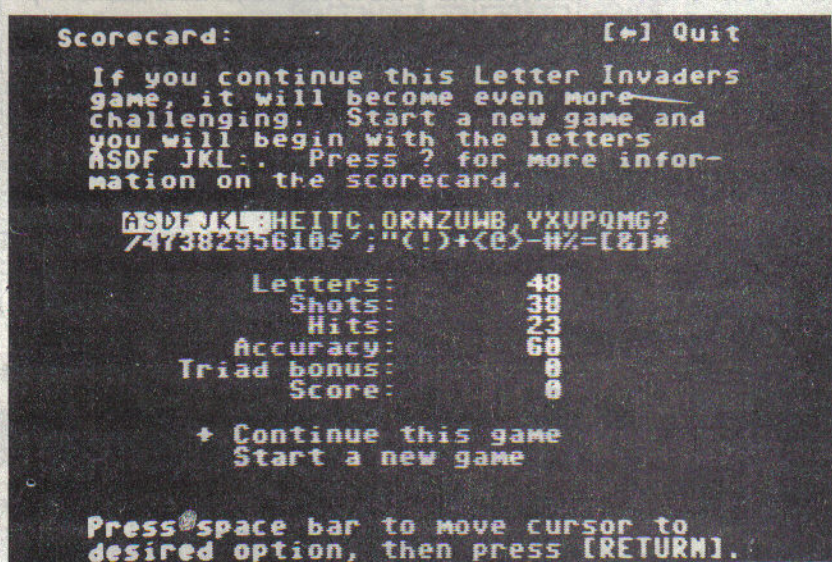 Scorecard: [←] Quit
If you continue this Letter Invaders
game, it will become even more
challenging. Start a new game and
you will begin with the letters
ASDF JKL:. Press ? for more infor-
mation on the scorecard.
ASDFJKL:HEITC.ORNZUWB,YXVPQMG?
/4738295610$';"(!)+<@>-#%=[&]*
Letters: 48
Shots: 38
Hits: 23
Accuracy: 60
Triad bonus: 0
Score: 0
+ Continue this game
Start a new game
Press space bar to move cursor to
desired option, then press [RETURN].